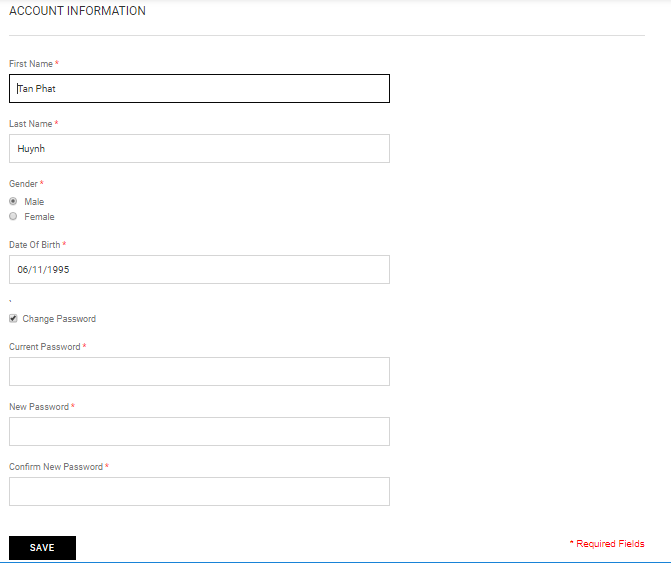 ACCOUNT INFORMATION
First Name *
Tan Phat
Last Name *
Huynh
Gender *
Male
Female
Date Of Birth *
06/11/1995
Change Password
Current Password *
New Password *
Confirm New Password *
SAVE
* Required Fields